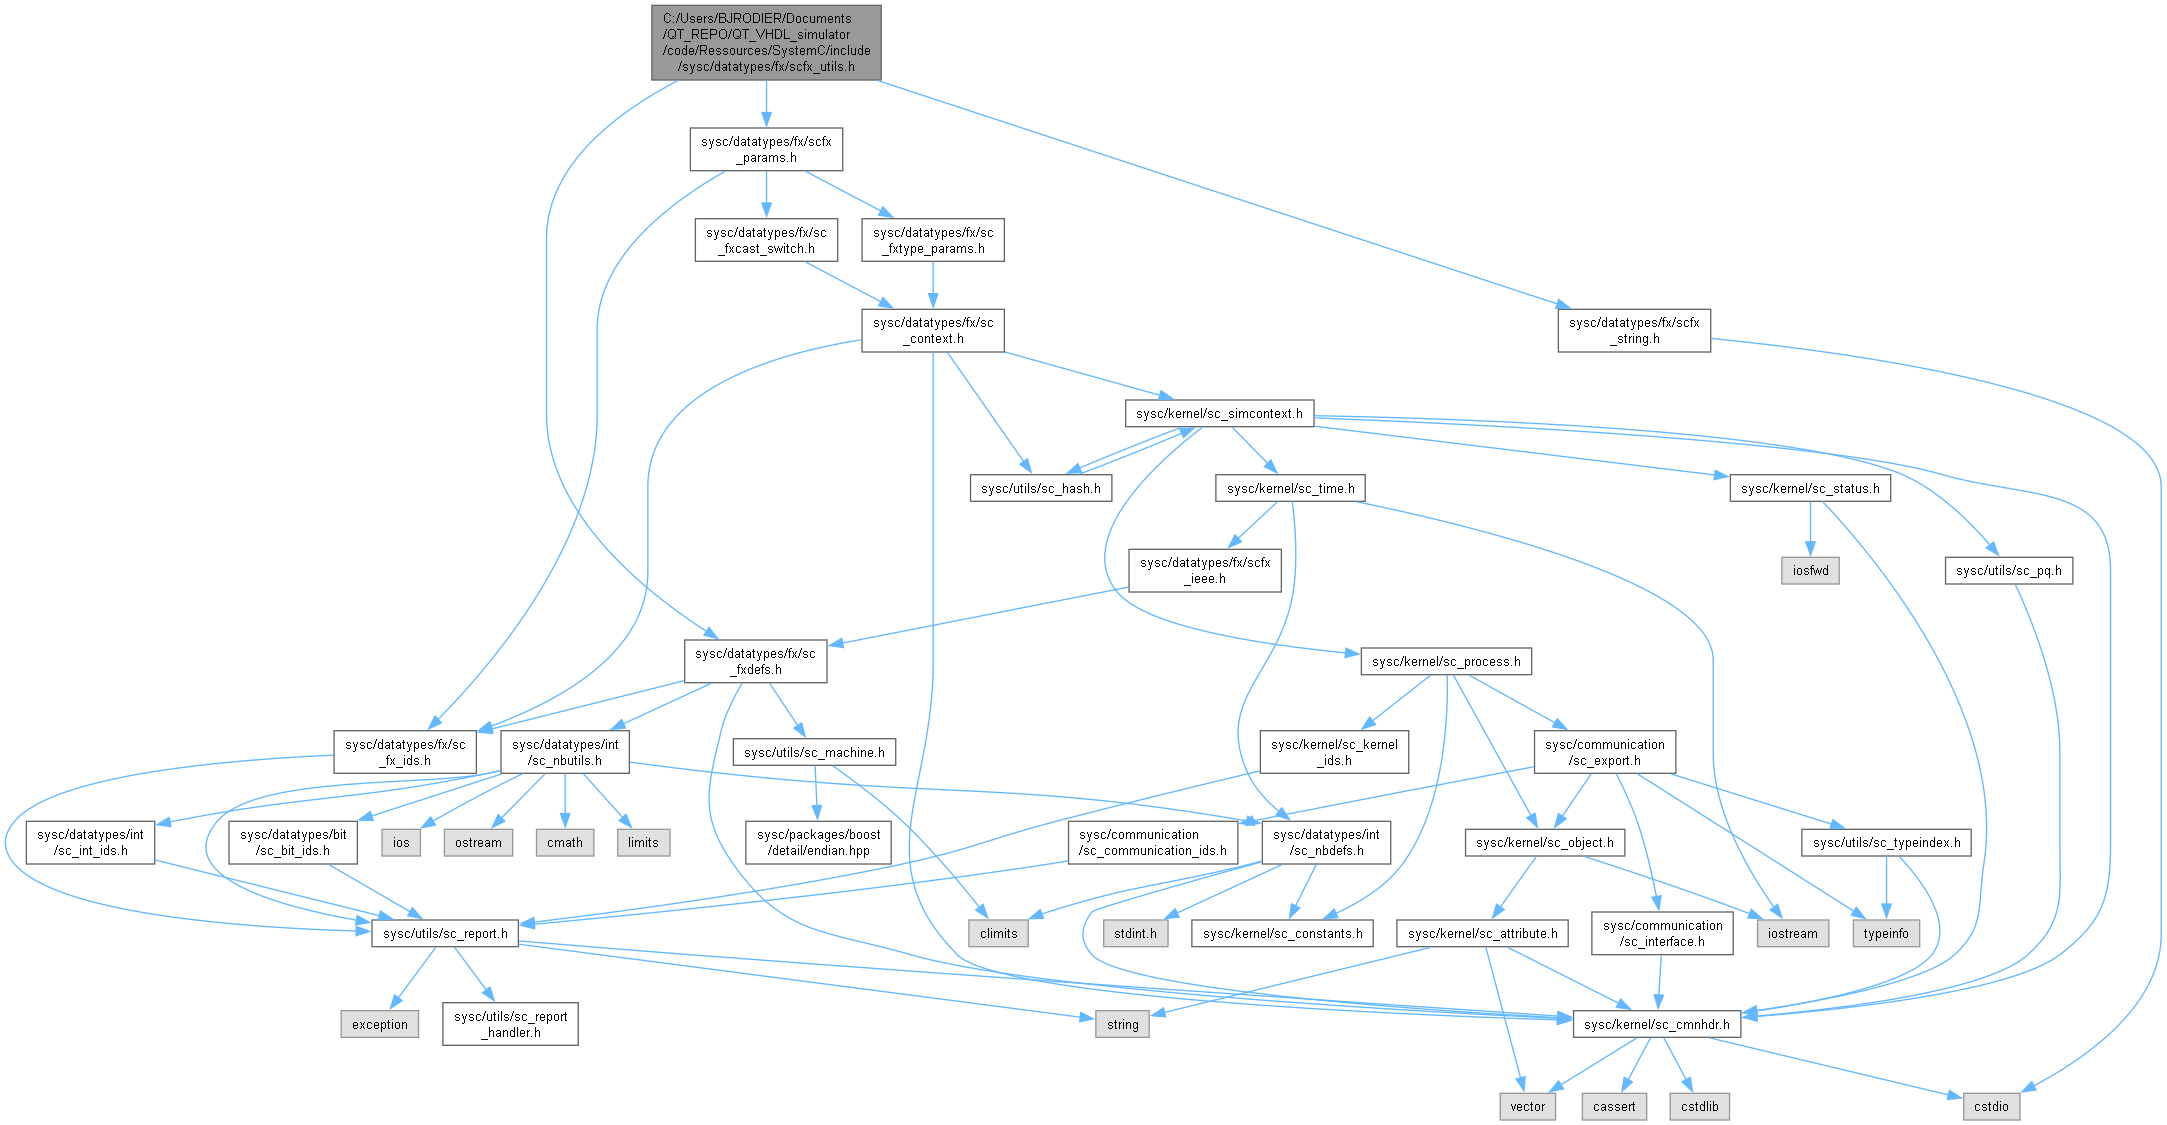 C:/Users/BJRODIER/Documents
/QT_REPO/QT_VHDL_simulator
/code/Ressources/SystemC/include
/sysc/datatypes/fx/scfx_utils.h
sysc/datatypes/fx/scfx
_params.h
sysc/datatypes/fx/sc
_fxcast_switch.h
sysc/datatypes/fx/sc
_fxtype_params.h
sysc/datatypes/fx/sc
_context.h
sysc/datatypes/fx/scfx
_string.h
sysc/kernel/sc_simcontext.h
sysc/utils/sc_hash.h
sysc/kernel/sc_time.h
sysc/kernel/sc_status.h
sysc/datatypes/fx/scfx
_ieee.h
iosfwd
sysc/utils/sc_pq.h
sysc/datatypes/fx/sc
_fxdefs.h
sysc/kernel/sc_process.h
sysc/datatypes/fx/sc
_fx_ids.h
sysc/datatypes/int
/sc_nbutils.h
sysc/utils/sc_machine.h
sysc/kernel/sc_kernel
_ids.h
sysc/communication
/sc_export.h
sysc/datatypes/int
/sc_int_ids.h
sysc/datatypes/bit
/sc_bit_ids.h
ios
ostream
cmath
limits
sysc/packages/boost
/detail/endian.hpp
sysc/communication
/sc_communication_ids.h
sysc/datatypes/int
/sc_nbdefs.h
sysc/kernel/sc_object.h
sysc/utils/sc_typeindex.h
sysc/utils/sc_report.h
climits
stdint.h
sysc/kernel/sc_constants.h
sysc/kernel/sc_attribute.h
sysc/communication
/sc_interface.h
iostream
typeinfo
exception
sysc/utils/sc_report
_handler.h
string
sysc/kernel/sc_cmnhdr.h
vector
cassert
cstdlib
cstdio